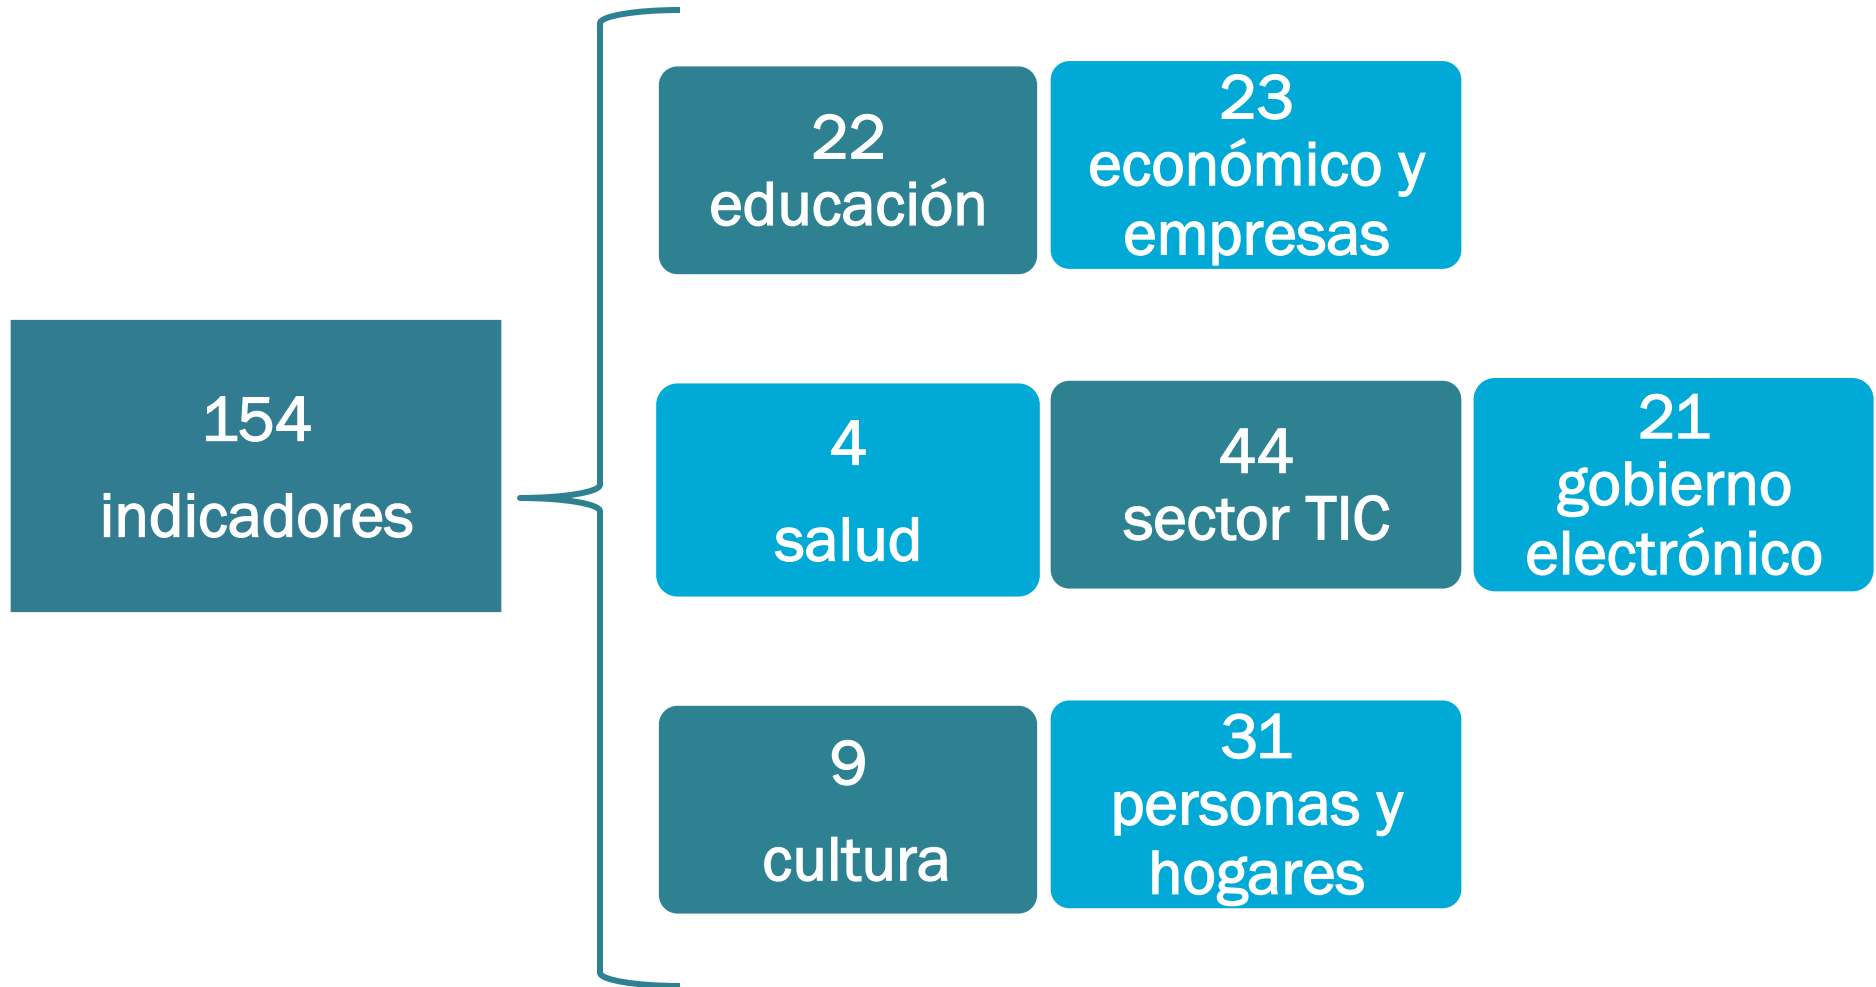 154
indicadores
22
educación
23
económico y
empresas
4
salud
44
sector TIC
21
gobierno
electrónico
9
cultura
31
personas y
hogares